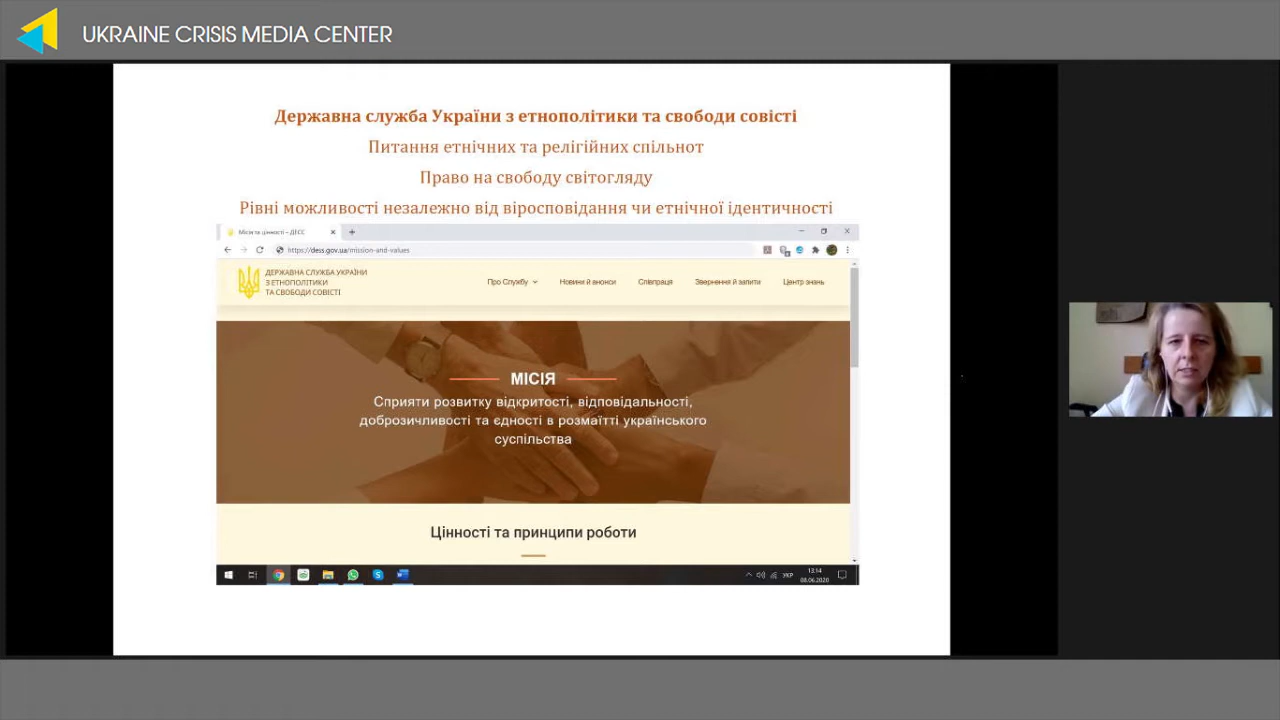 UKRAINE CRISIS MEDIA CENTER
Державна служба України з етнополітики та свободи совісті
Питання етнічних та релігійних спільнот
Право на свободу світогляду
Рівні можливості незалежно від віросповідання чи етнічної ідентичності
Місія та цінності – ДЕСС
https://dess.gov.ua/mission-and-values
ДЕРЖАВНА СЛУЖБА УКРАЇНИ
З ЕТНОПОЛІТИКИ
ТА СВОБОДИ СОВІСТІ
Про Службу Новини й анонси Співпраця Звернення й запити Центр знань
МІСІЯ
Сприяти розвитку відкритості, відповідальності,
доброзичливості та єдності в розмаїтті українського
суспільства
Цінності та принципи роботи
УКР
13:14
08.06.2020